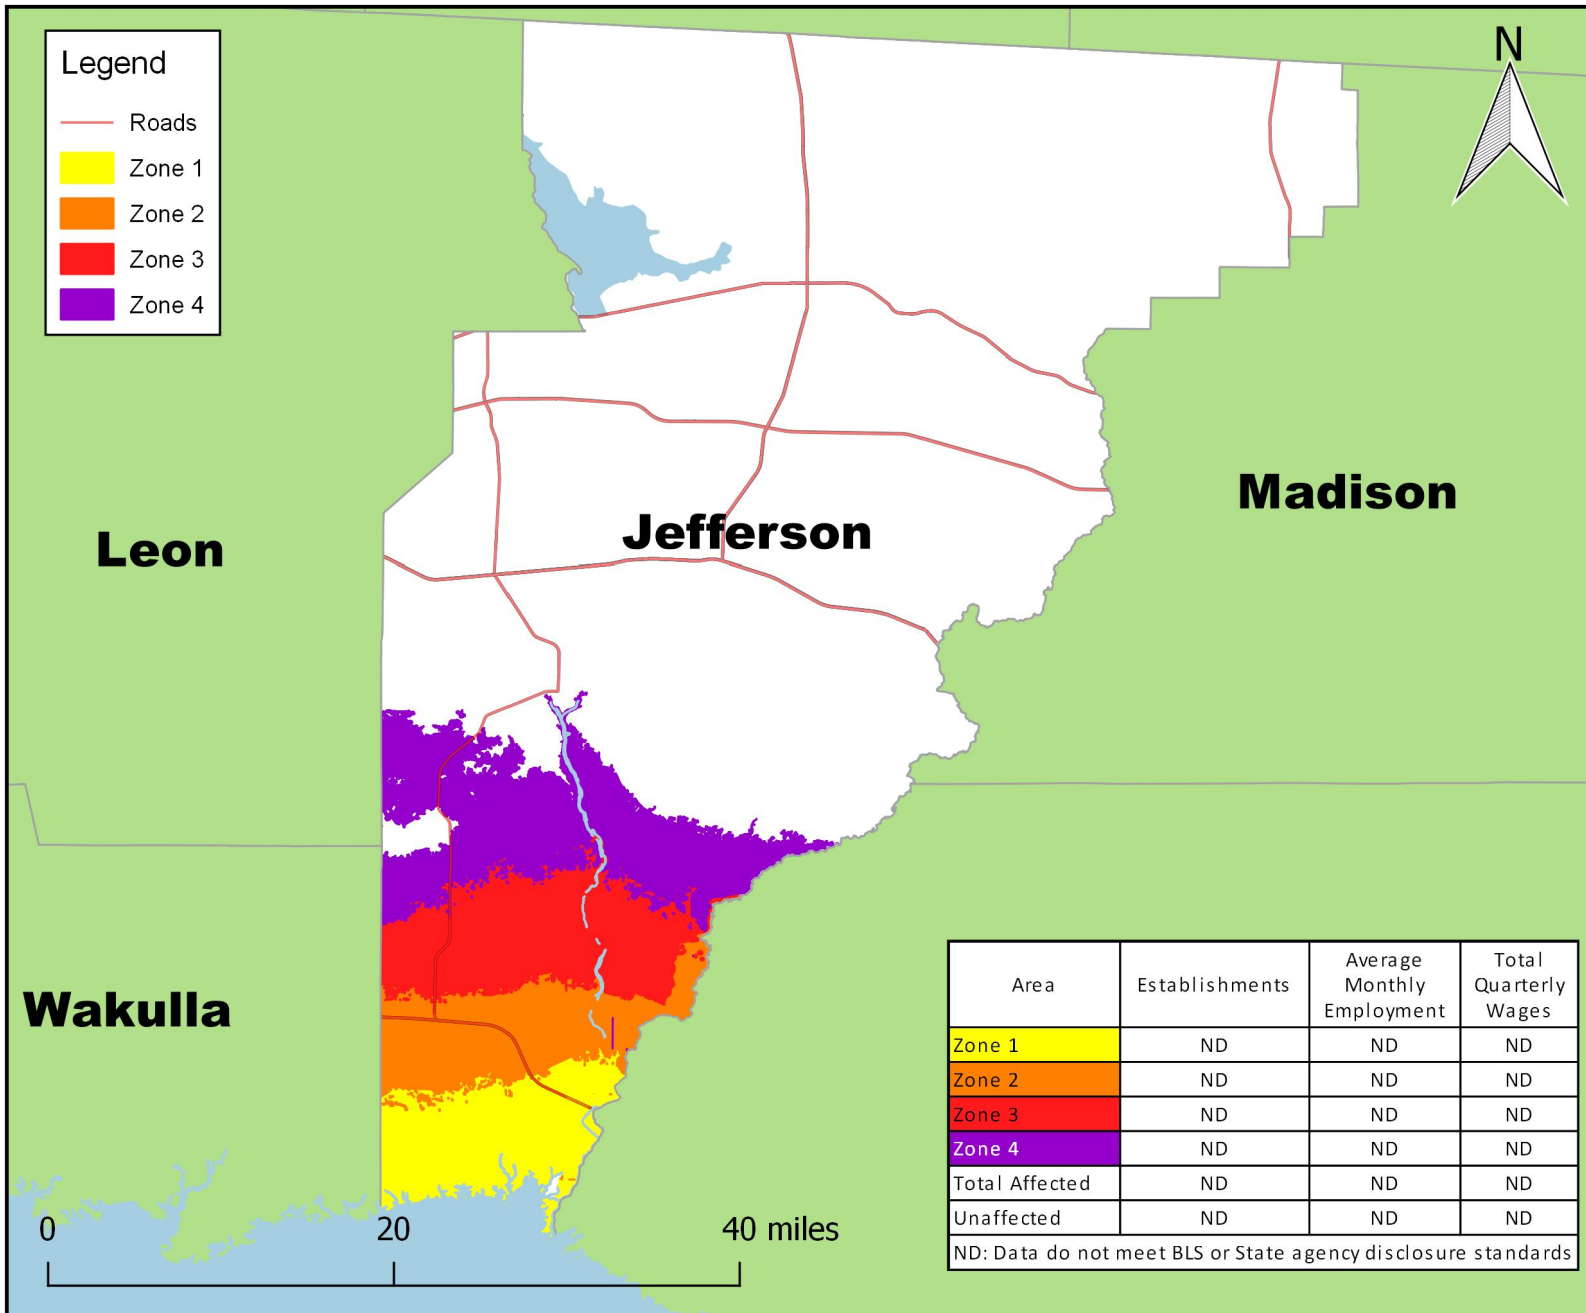 Legend
Roads
Zone 1
Zone 2
Zone 3
Zone 4
N
Leon
Jefferson
Madison
Wakulla
0 20 40 miles
Area Establishments Average Monthly Employment Total Quarterly Wages
Zone 1 ND ND ND
Zone 2 ND ND ND
Zone 3 ND ND ND
Zone 4 ND ND ND
Total Affected ND ND ND
Unaffected ND ND ND
ND: Data do not meet BLS or State agency disclosure standards